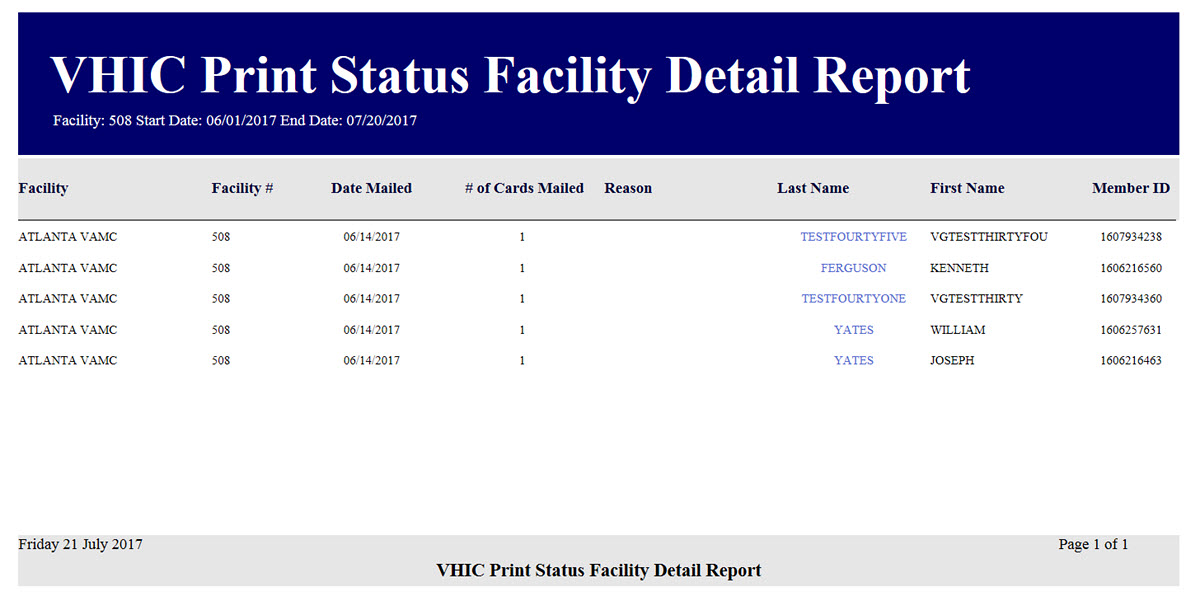 VHIC Print Status Facility Detail Report
Facility: 508 Start Date: 06/01/2017 End Date: 07/20/2017
Facility Facility # Date Mailed # of Cards Mailed Reason Last Name First Name Member ID
ATLANTA VAMC 508 06/14/2017 1 TESTFOURTYFIVE VGTESTTHIRTYFOU 1607934238
ATLANTA VAMC 508 06/14/2017 1 FERGUSON KENNETH 1606216560
ATLANTA VAMC 508 06/14/2017 1 TESTFOURTYONE VGTESTTHIRTY 1607934360
ATLANTA VAMC 508 06/14/2017 1 YATES WILLIAM 1606257631
ATLANTA VAMC 508 06/14/2017 1 YATES JOSEPH 1606216463
Friday 21 July 2017 Page 1 of 1
VHIC Print Status Facility Detail Report